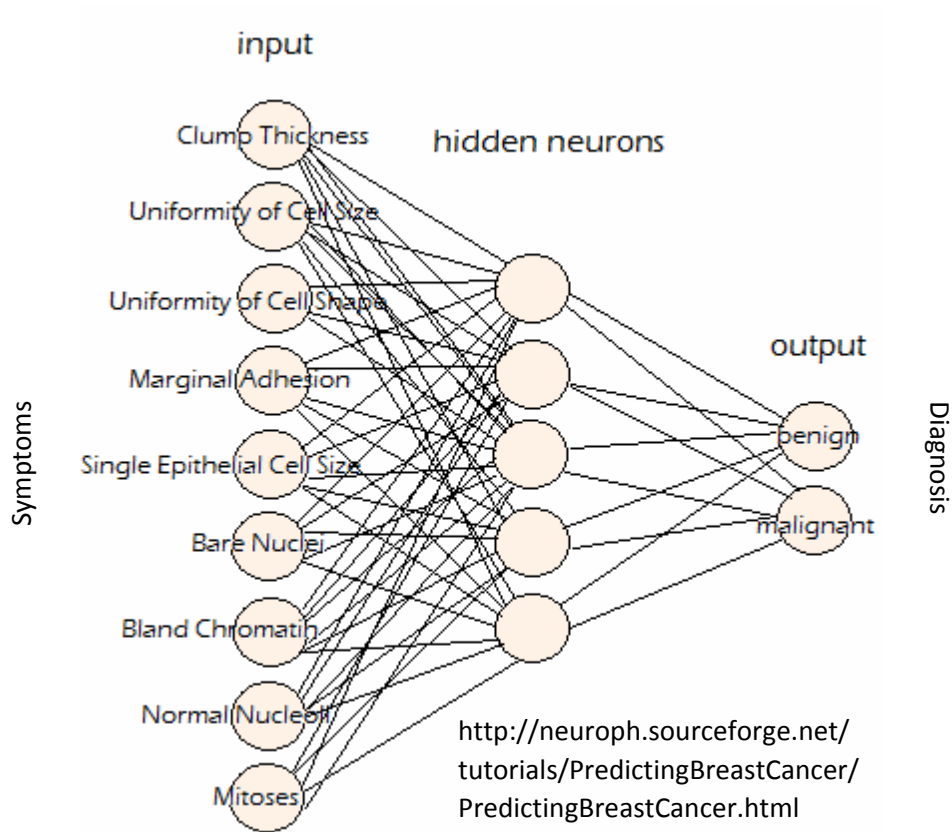 input
hidden neurons
Clump Thickness
Uniformity of Cell Size
Uniformity of Cell Shape
Marginal Adhesion
Single Epithelial Cell Size
Bare Nuclei
Bland Chromatin
Normal Nucleoli
Mitoses
Symptoms
output
benign
malignant
Diagnosis
http://neuroph.sourceforge.net/
tutorials/PredictingBreastCancer/
PredictingBreastCancer.html